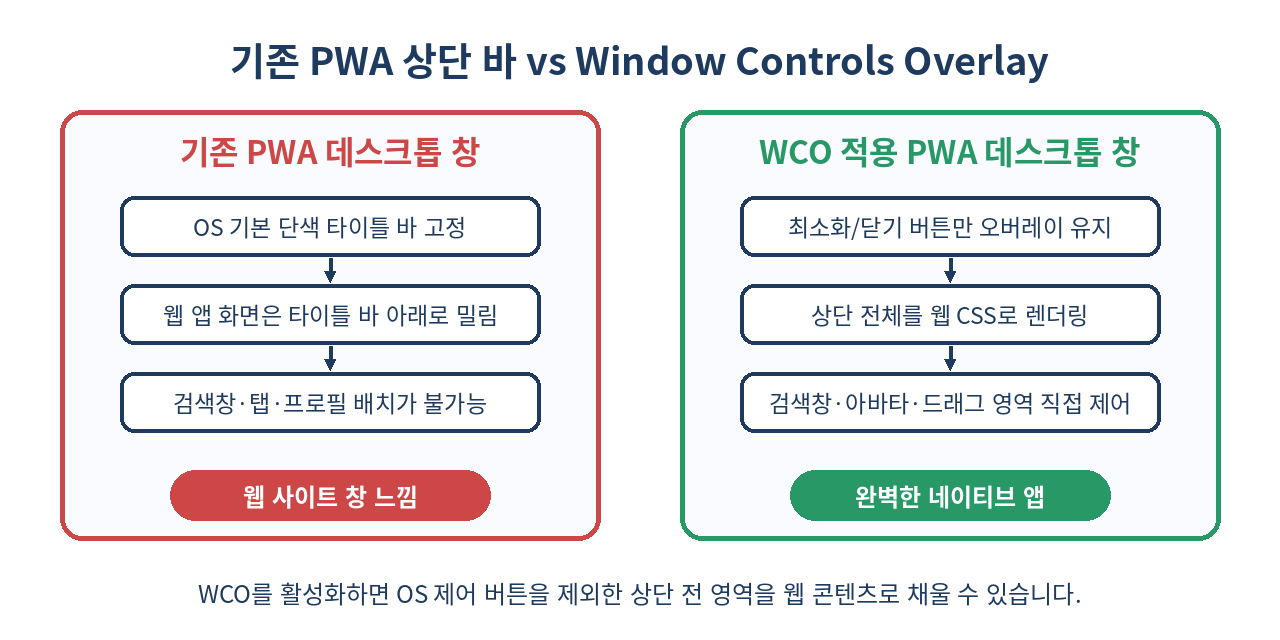 기존 PWA 상단 바 vs Window Controls Overlay
기존 PWA 데스크톱 창
OS 기본 단색 타이틀 바 고정
웹 앱 화면은 타이틀 바 아래로 밀림
검색창·탭·프로필 배치가 불가능
웹 사이트 창 느낌
WCO 적용 PWA 데스크톱 창
최소화/닫기 버튼만 오버레이 유지
상단 전체를 웹 CSS로 렌더링
검색창·아바타·드래그 영역 직접 제어
완벽한 네이티브 앱
WCO를 활성화하면 OS 제어 버튼을 제외한 상단 전 영역을 웹 콘텐츠로 채울 수 있습니다.